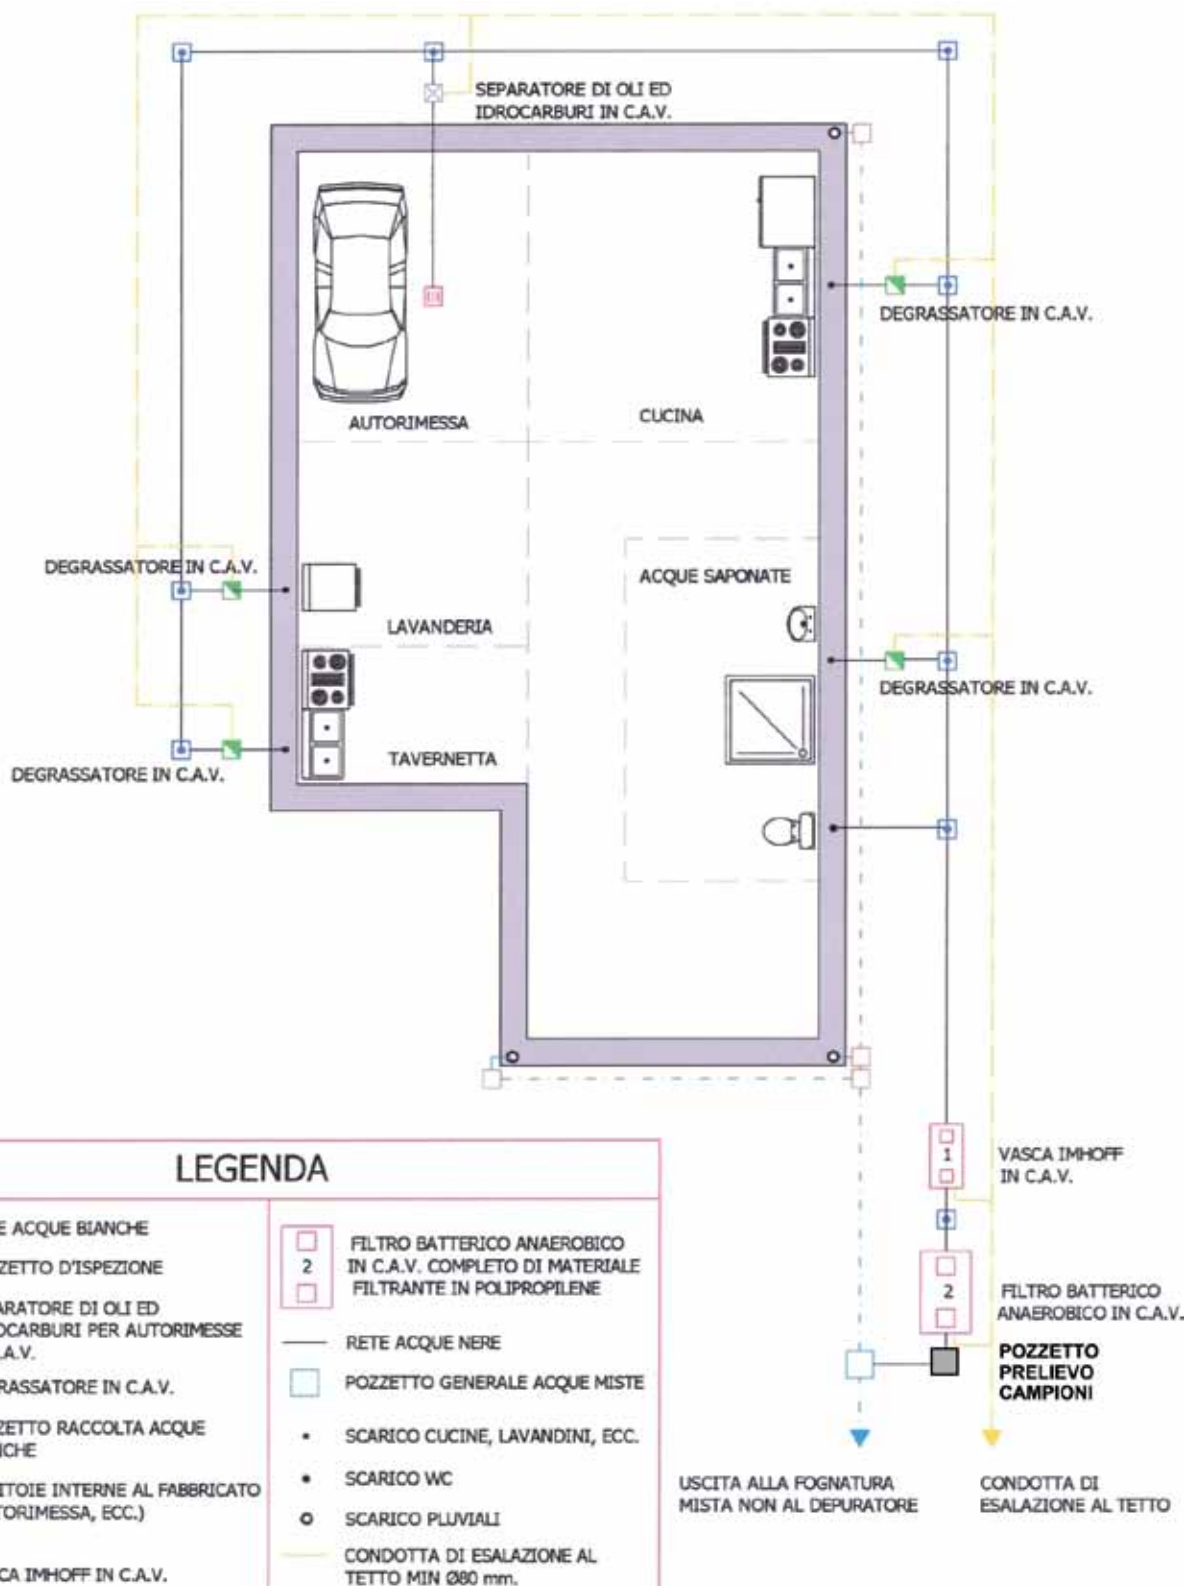 SEPARATORE DI OLI ED
IDROCARBURI IN C.A.V.
DEGRASSATORE IN C.A.V.
AUTORIMESSA
CUCINA
DEGRASSATORE IN C.A.V.
ACQUE SAPONATE
LAVANDERIA
DEGRASSATORE IN C.A.V.
TAVERNETTA
DEGRASSATORE IN C.A.V.
1
VASCA IMHOFF
IN C.A.V.
2
FILTRO BATTERICO
ANAEROBICO IN C.A.V.
POZZETTO
PRELIEVO
CAMPIONI
USCITA ALLA FOGNATURA
MISTA NON AL DEPURATORE
CONDOTTA DI
ESALAZIONE AL TETTO
LEGENDA
E ACQUE BIANCHE
ZETTO D'ISPEZIONE
ARATORE DI OLI ED
OCARBURI PER AUTORIMESSE
.A.V.
RASSATORE IN C.A.V.
ZETTO RACCOLTA ACQUE
NCHE
ITOIE INTERNE AL FABBRICATO
TORIMESSA, ECC.)
CA IMHOFF IN C.A.V.
2
FILTRO BATTERICO ANAEROBICO
IN C.A.V. COMPLETO DI MATERIALE
FILTRANTE IN POLIPROPILENE
RETE ACQUE NERE
POZZETTO GENERALE ACQUE MISTE
SCARICO CUCINE, LAVANDINI, ECC.
SCARICO WC
SCARICO PLUVIALI
CONDOTTA DI ESALAZIONE AL
TETTO MIN Ø80 mm.